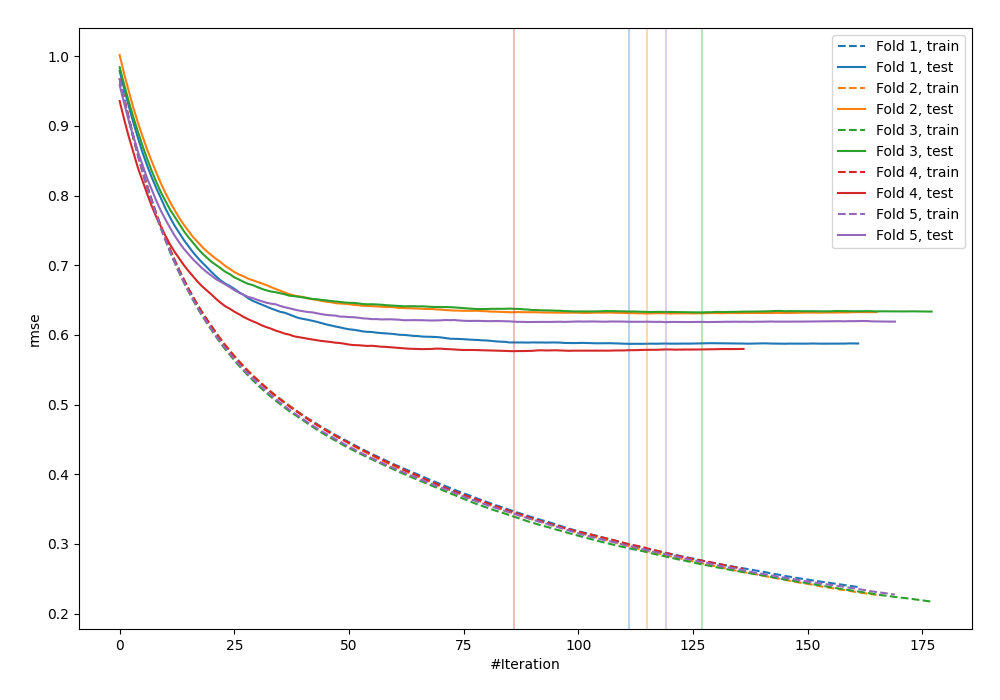 1.0
0.9
0.8
0.7
0.6
0.5
0.4
0.3
0.2
rmse
0
25
50
75
100
125
150
175
#Iteration
Fold 1, train
Fold 1, test
Fold 2, train
Fold 2, test
Fold 3, train
Fold 3, test
Fold 4, train
Fold 4, test
Fold 5, train
Fold 5, test